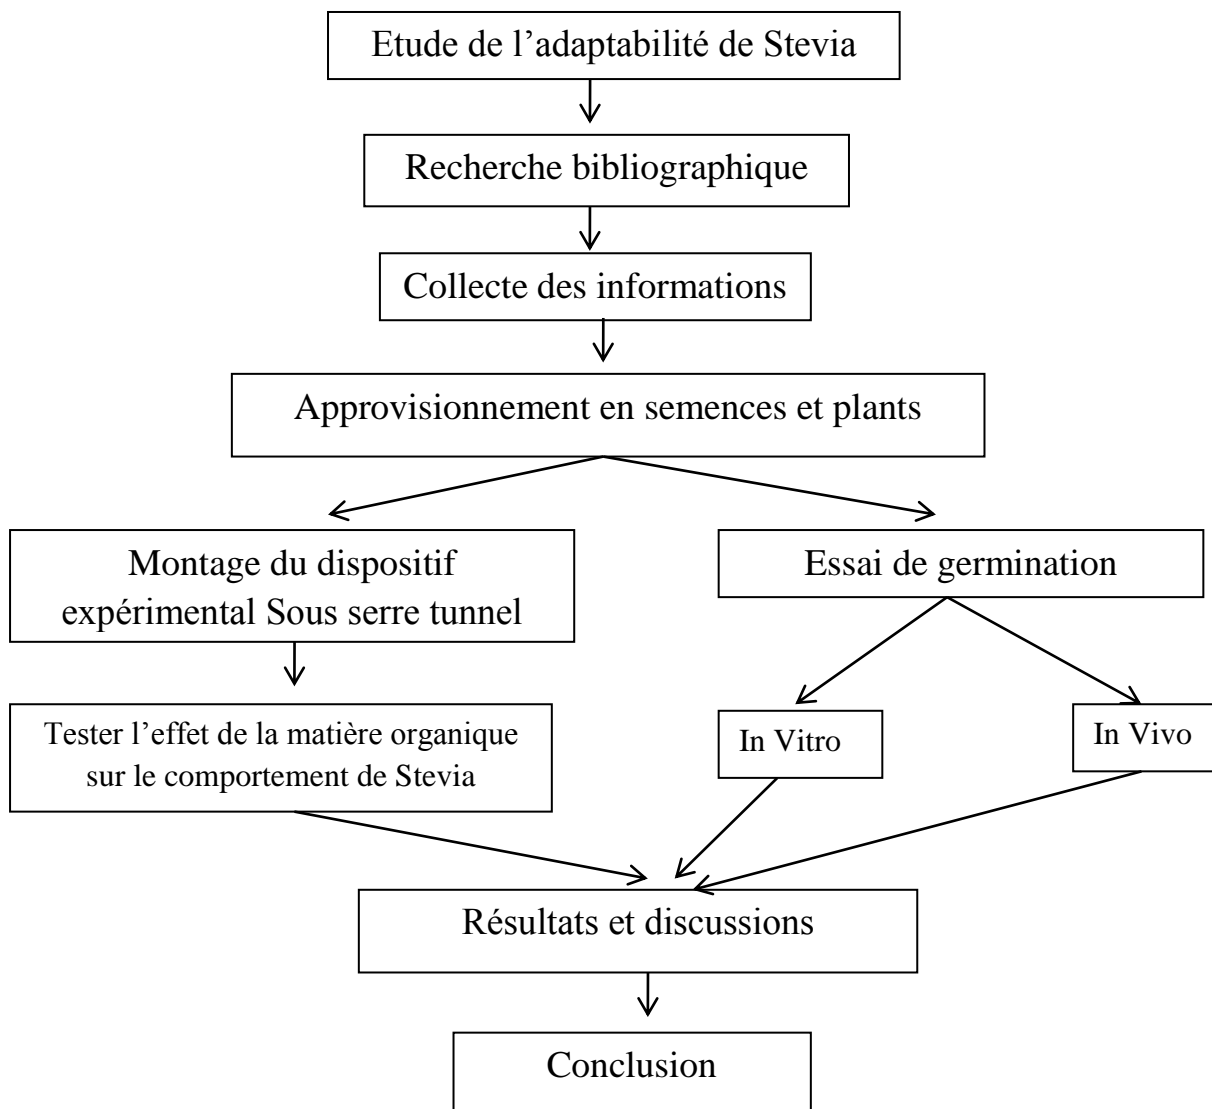 Etude de l’adaptabilité de Stevia
Recherche bibliographique
Collecte des informations
Approvisionnement en semences et plants
Montage du dispositif
expérimental Sous serre tunnel
Essai de germination
Tester l’effet de la matière organique
sur le comportement de Stevia
In Vitro
In Vivo
Résultats et discussions
Conclusion